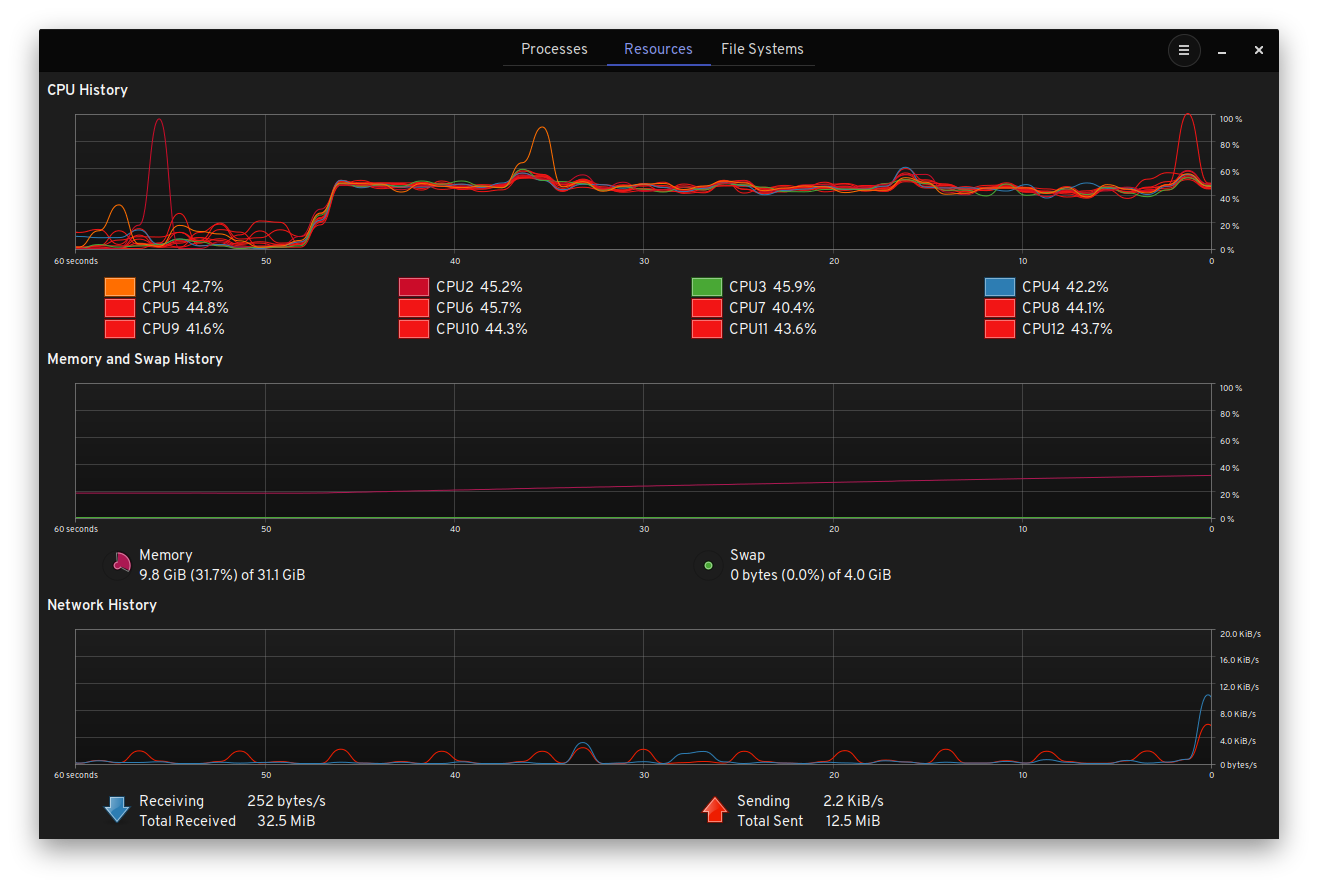 Processes Resources File Systems
CPU History
100 %
80 %
60 %
40 %
20 %
0 %
60 seconds 50 40 30 20 10 0
CPU1 42.7% CPU2 45.2% CPU3 45.9% CPU4 42.2%
CPU5 44.8% CPU6 45.7% CPU7 40.4% CPU8 44.1%
CPU9 41.6% CPU10 44.3% CPU11 43.6% CPU12 43.7%
Memory and Swap History
100 %
80 %
60 %
40 %
20 %
0 %
60 seconds 50 40 30 20 10 0
Memory Swap
9.8 GiB (31.7%) of 31.1 GiB 0 bytes (0.0%) of 4.0 GiB
Network History
20.0 KiB/s
16.0 KiB/s
12.0 KiB/s
8.0 KiB/s
4.0 KiB/s
0 bytes/s
60 seconds 50 40 30 20 10 0
Receiving 252 bytes/s Sending 2.2 KiB/s
Total Received 32.5 MiB Total Sent 12.5 MiB